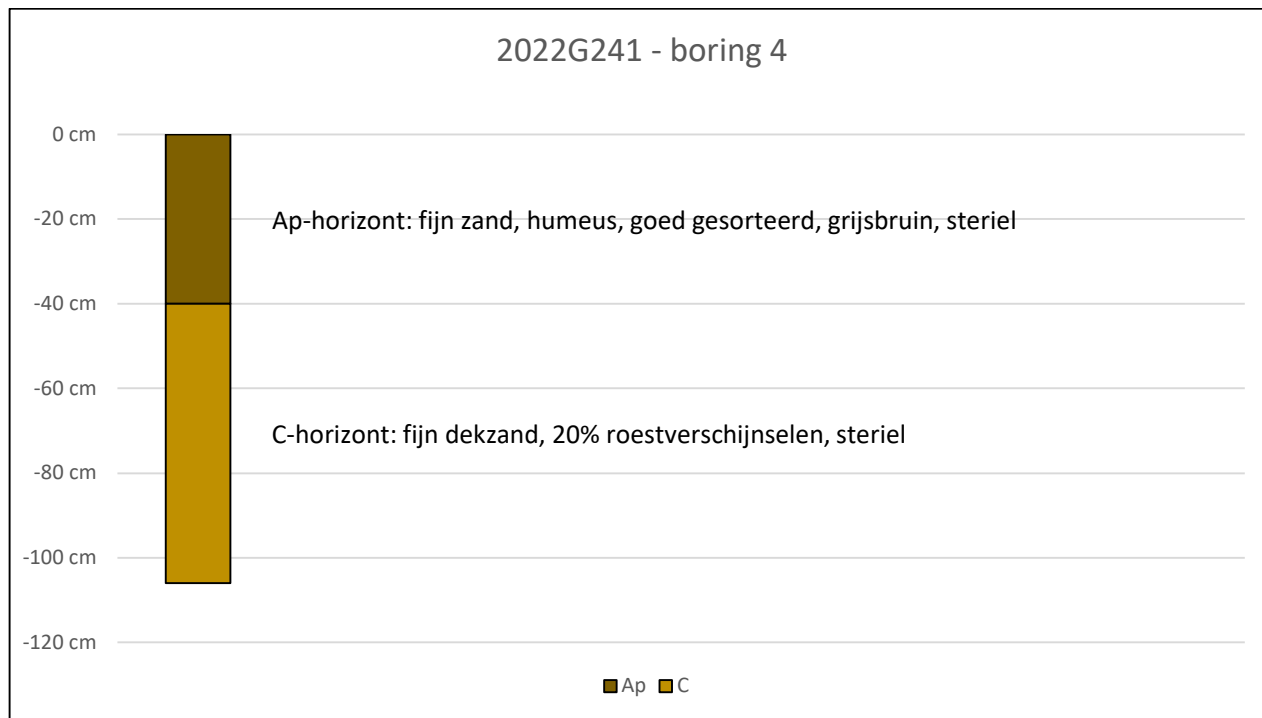 2022G241 - boring 4
0 cm
-20 cm
Ap-horizont: fijn zand, humeus, goed gesorteerd, grijsbruin, steriel
-40 cm
-60 cm
C-horizont: fijn dekzand, 20% roestverschijnselen, steriel
-80 cm
-100 cm
-120 cm
Ap C